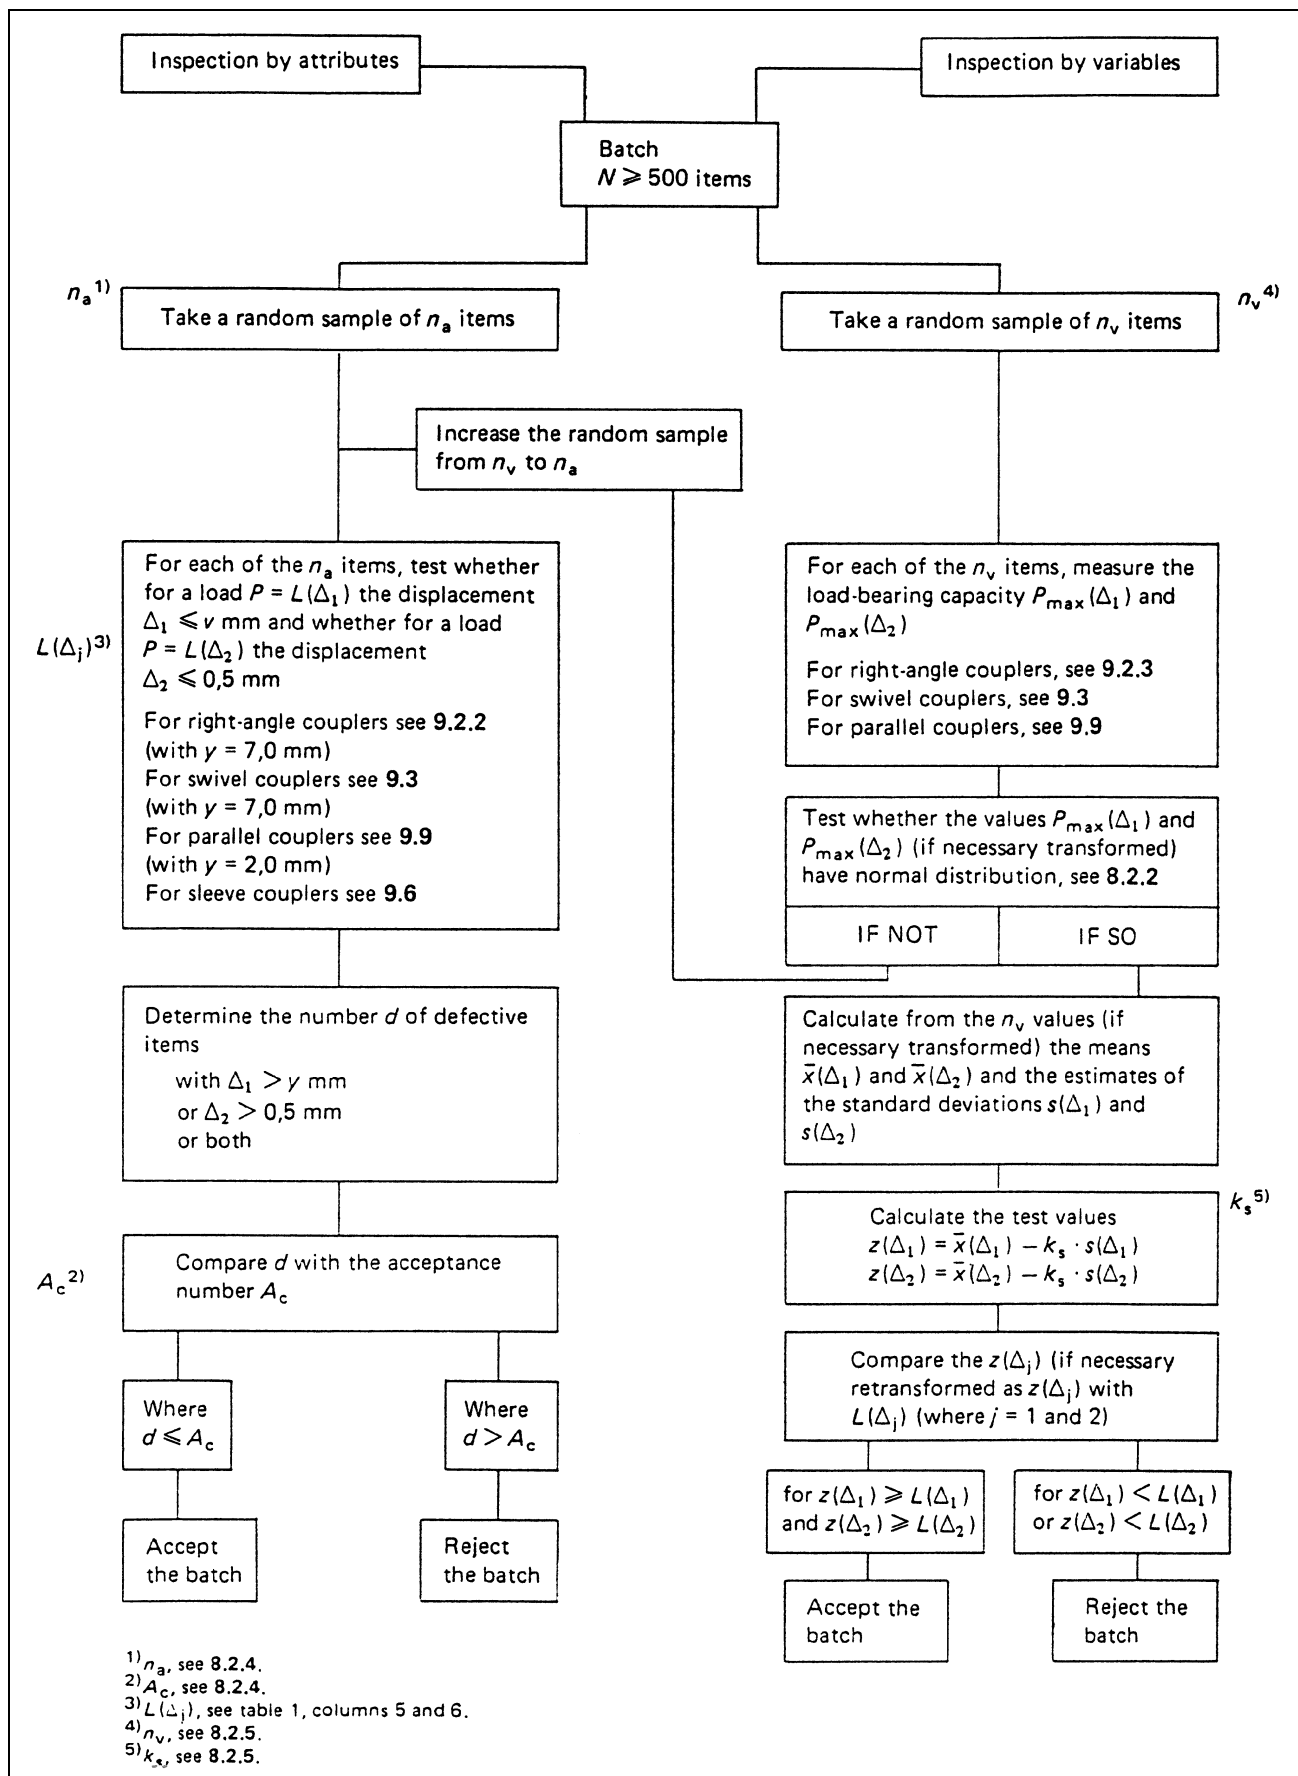 Inspection by attributes
Inspection by variables
Batch
N ⩾ 500 items
nₐ¹⁾
Take a random sample of nₐ items
Take a random sample of nᵥ items
nᵥ⁴⁾
Increase the random sample
from nᵥ to nₐ
L(Δⱼ)³⁾
For each of the nₐ items, test whether
for a load P = L(Δ₁) the displacement
Δ₁ ⩽ v mm and whether for a load
P = L(Δ₂) the displacement
Δ₂ ⩽ 0,5 mm
For right-angle couplers see 9.2.2
(with y = 7,0 mm)
For swivel couplers see 9.3
(with y = 7,0 mm)
For parallel couplers see 9.9
(with y = 2,0 mm)
For sleeve couplers see 9.6
For each of the nᵥ items, measure the
load-bearing capacity Pmax(Δ₁) and
Pmax(Δ₂)
For right-angle couplers, see 9.2.3
For swivel couplers, see 9.3
For parallel couplers, see 9.9
Test whether the values Pmax(Δ₁) and
Pmax(Δ₂) (if necessary transformed)
have normal distribution, see 8.2.2
IF NOT
IF SO
Determine the number d of defective
items
with Δ₁ > y mm
or Δ₂ > 0,5 mm
or both
Calculate from the nᵥ values (if
necessary transformed) the means
x̄(Δ₁) and x̄(Δ₂) and the estimates of
the standard deviations s(Δ₁) and
s(Δ₂)
kₛ⁵⁾
Calculate the test values
z(Δ₁) = x̄(Δ₁) − kₛ · s(Δ₁)
z(Δ₂) = x̄(Δ₂) − kₛ · s(Δ₂)
A꜀²⁾
Compare d with the acceptance
number A꜀
Compare the z(Δⱼ) (if necessary
retransformed as z(Δⱼ) with
L(Δⱼ) (where j = 1 and 2)
Where
d ⩽ A꜀
Where
d > A꜀
for z(Δ₁) ⩾ L(Δ₁)
and z(Δ₂) ⩾ L(Δ₂)
for z(Δ₁) < L(Δ₁)
or z(Δ₂) < L(Δ₂)
Accept
the batch
Reject
the batch
Accept the
batch
Reject the
batch
¹⁾ nₐ, see 8.2.4.
²⁾ A꜀, see 8.2.4.
³⁾ L(Δⱼ), see table 1, columns 5 and 6.
⁴⁾ nᵥ, see 8.2.5.
⁵⁾ kₛ, see 8.2.5.